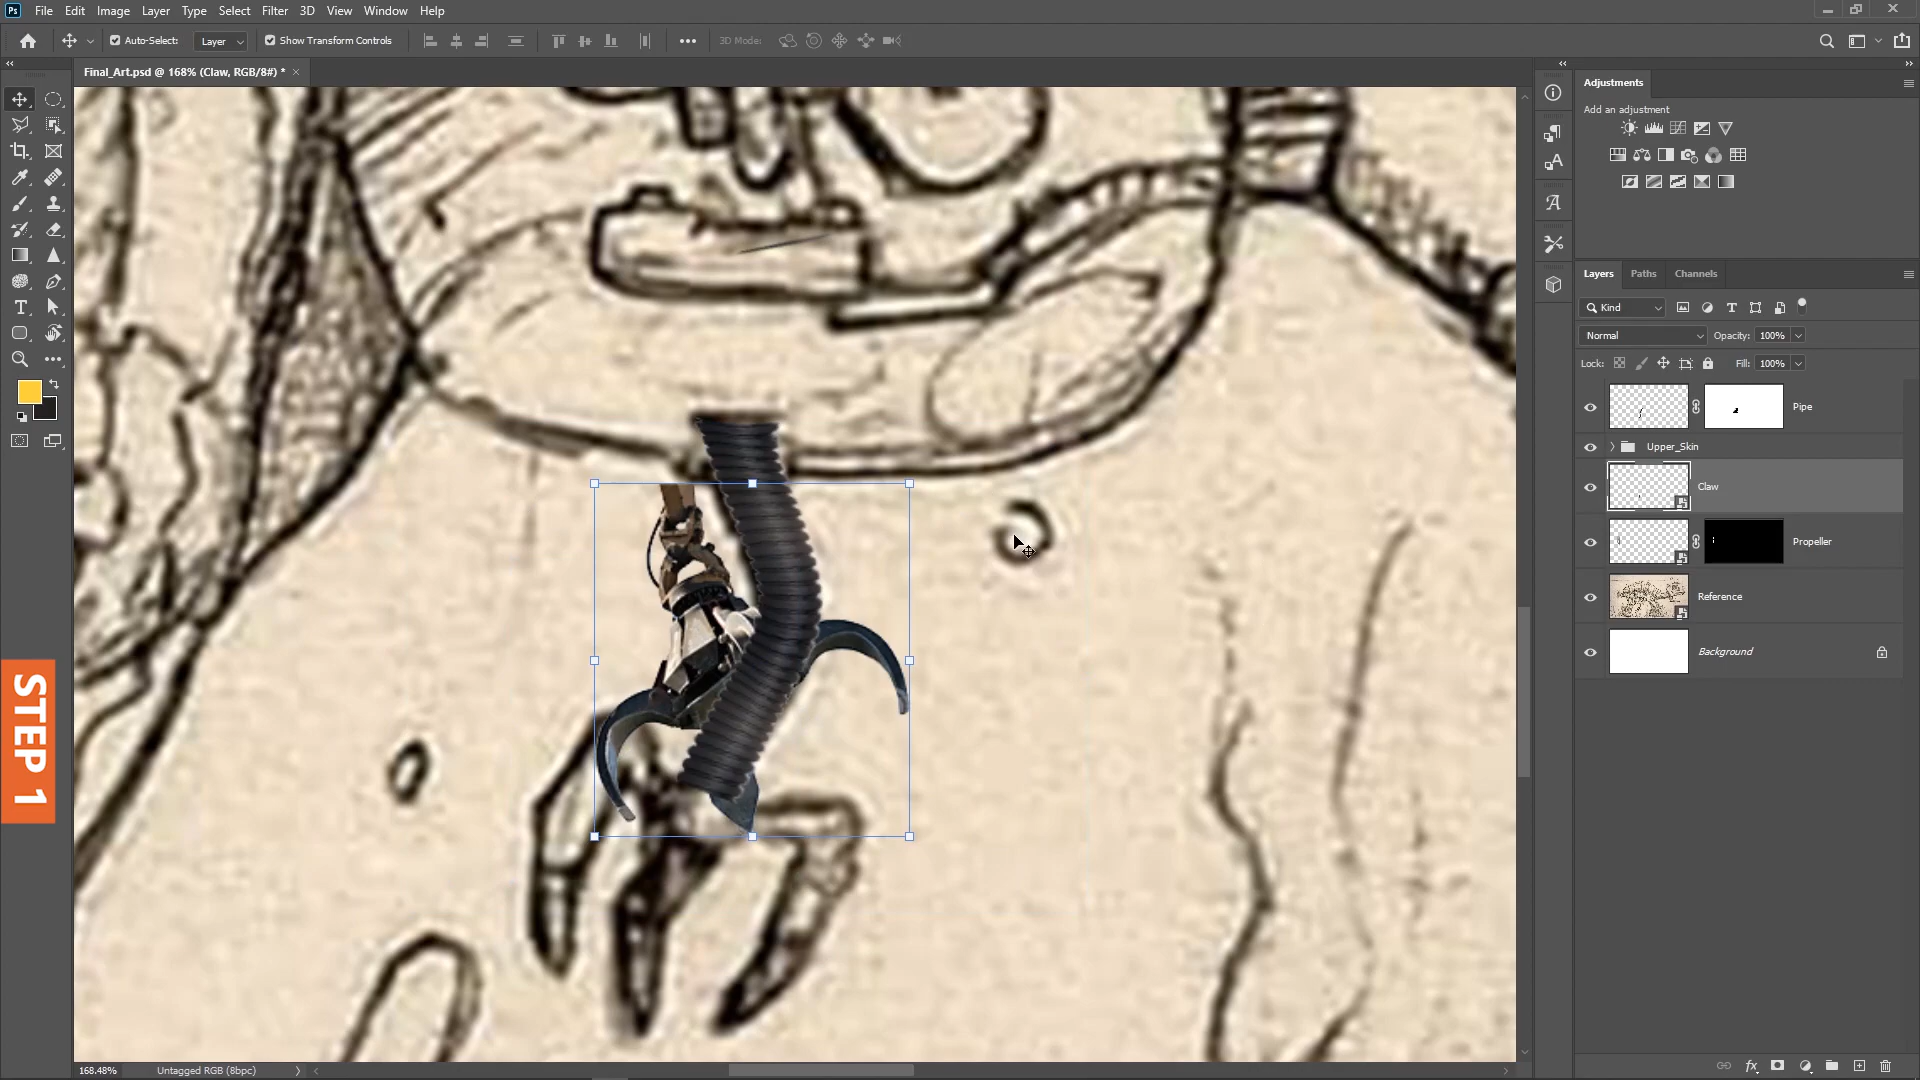 Ps File Edit Image Layer Type Select Filter 3D View Window Help
Auto-Select: Layer Show Transform Controls 3D Mode:
Final_Art.psd @ 168% (Claw, RGB/8#) *
Adjustments
Add an adjustment
Layers Paths Channels
Kind
Normal Opacity: 100%
Lock: Fill: 100%
Pipe
Upper_Skin
Claw
Propeller
Reference
Background
STEP 1
168.48% Untagged RGB (8bpc)